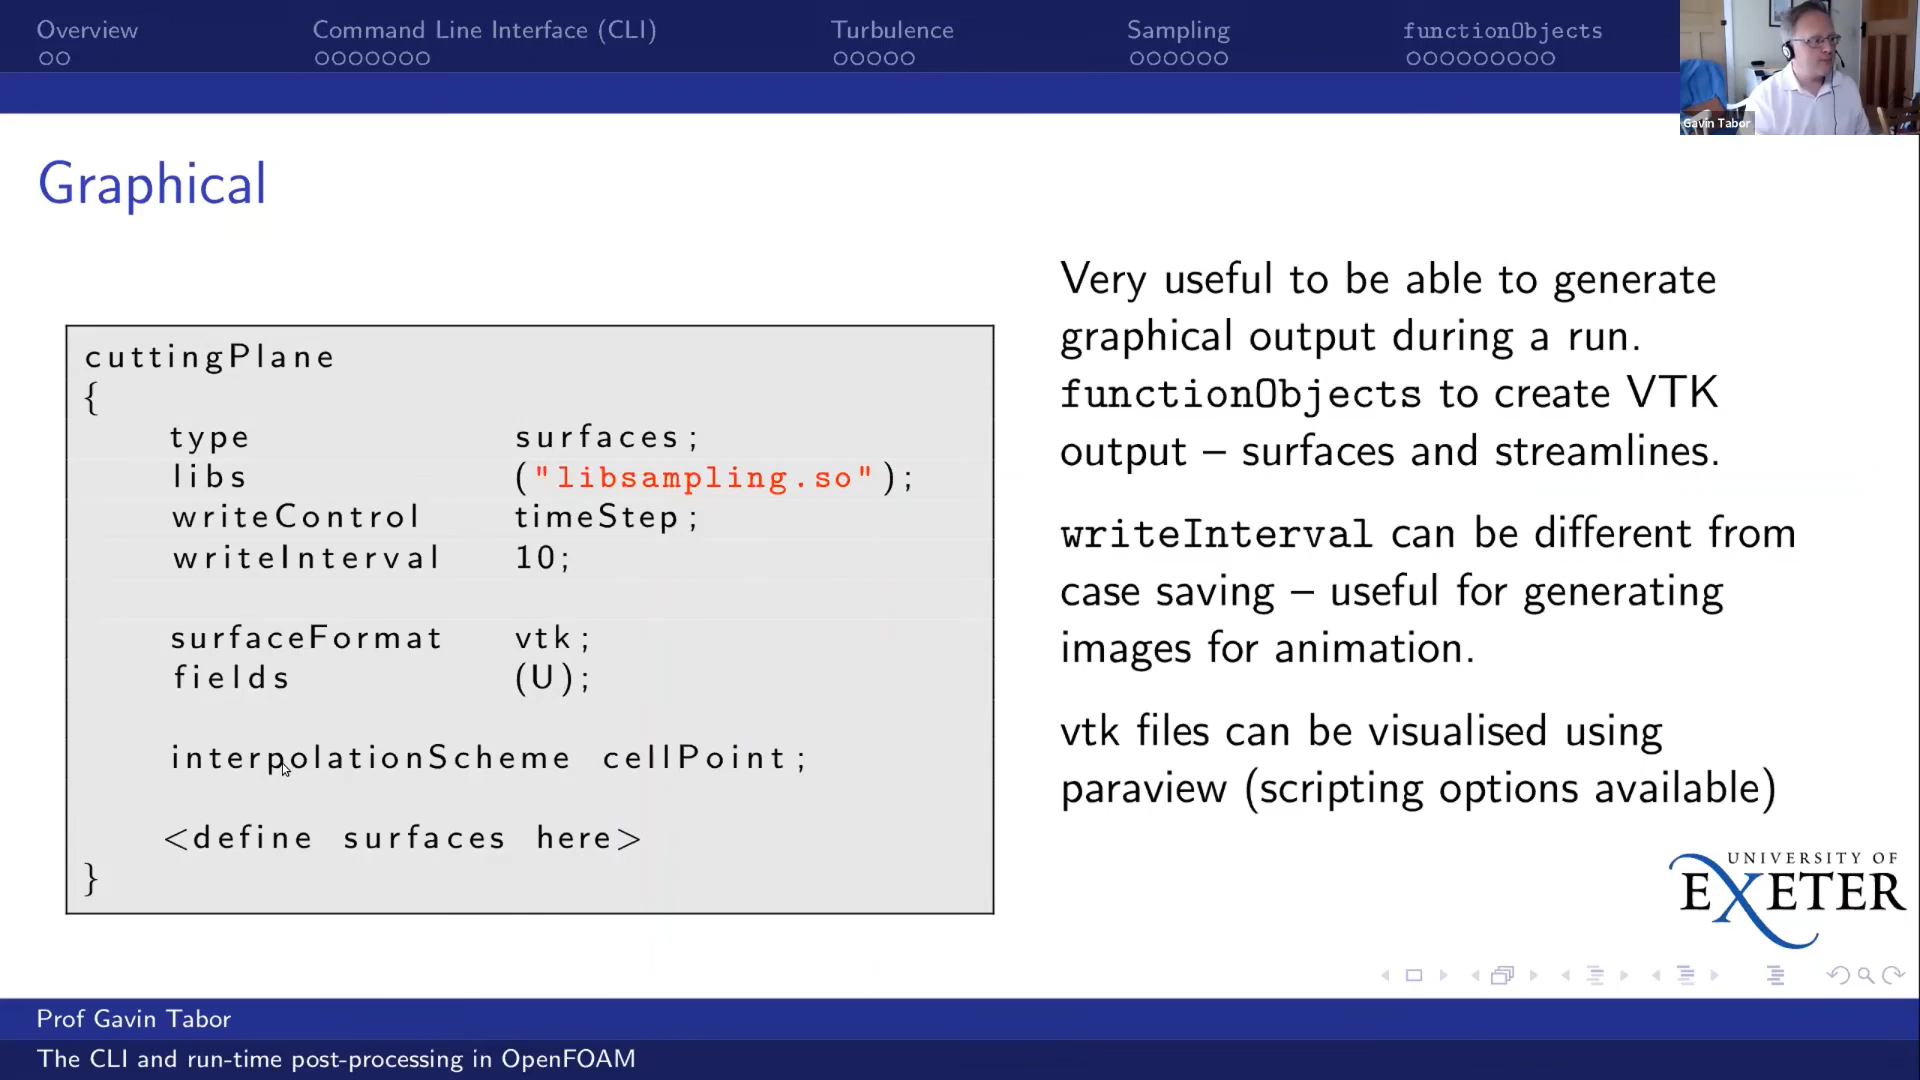 Overview
Command Line Interface (CLI)
Turbulence
Sampling
functionObjects
Gavin Tabor
Graphical
cuttingPlane
{
type surfaces;
libs ("libsampling.so");
writeControl timeStep;
writeInterval 10;
surfaceFormat vtk;
fields (U);
interpolationScheme cellPoint;
<define surfaces here>
}
Very useful to be able to generate
graphical output during a run.
functionObjects to create VTK
output – surfaces and streamlines.
writeInterval can be different from
case saving – useful for generating
images for animation.
vtk files can be visualised using
paraview (scripting options available)
UNIVERSITY OF
EXETER
Prof Gavin Tabor
The CLI and run-time post-processing in OpenFOAM